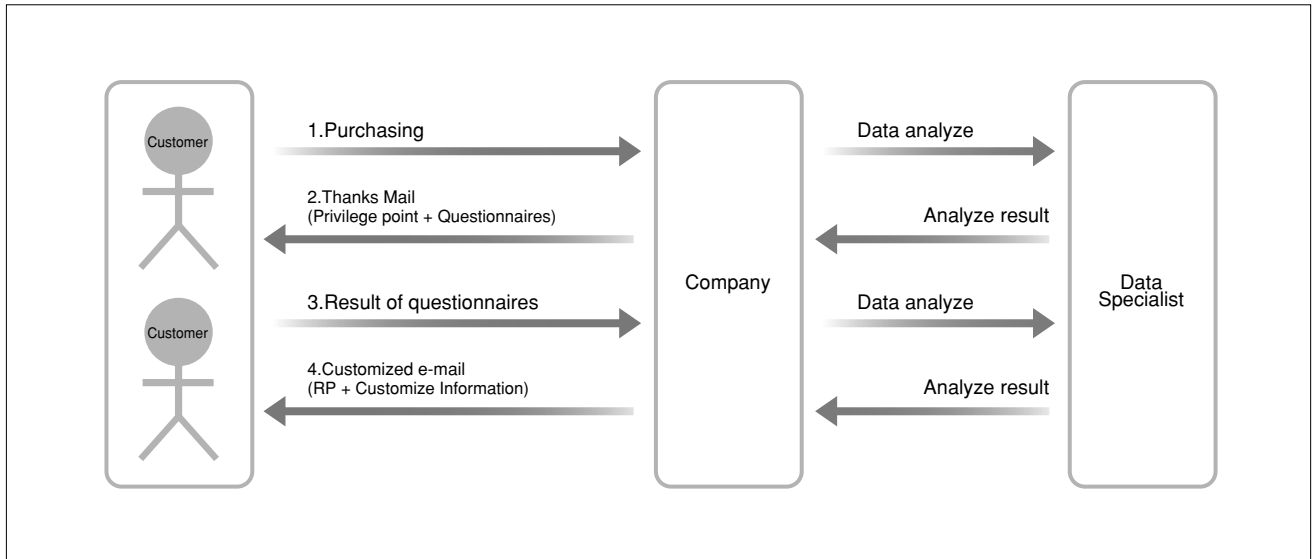 Customer
1.Purchasing
Data analyze
2.Thanks Mail
(Privilege point + Questionnaires)
Analyze result
Company
Data
Specialist
3.Result of questionnaires
Data analyze
Customer
4.Customized e-mail
(RP + Customize Information)
Analyze result